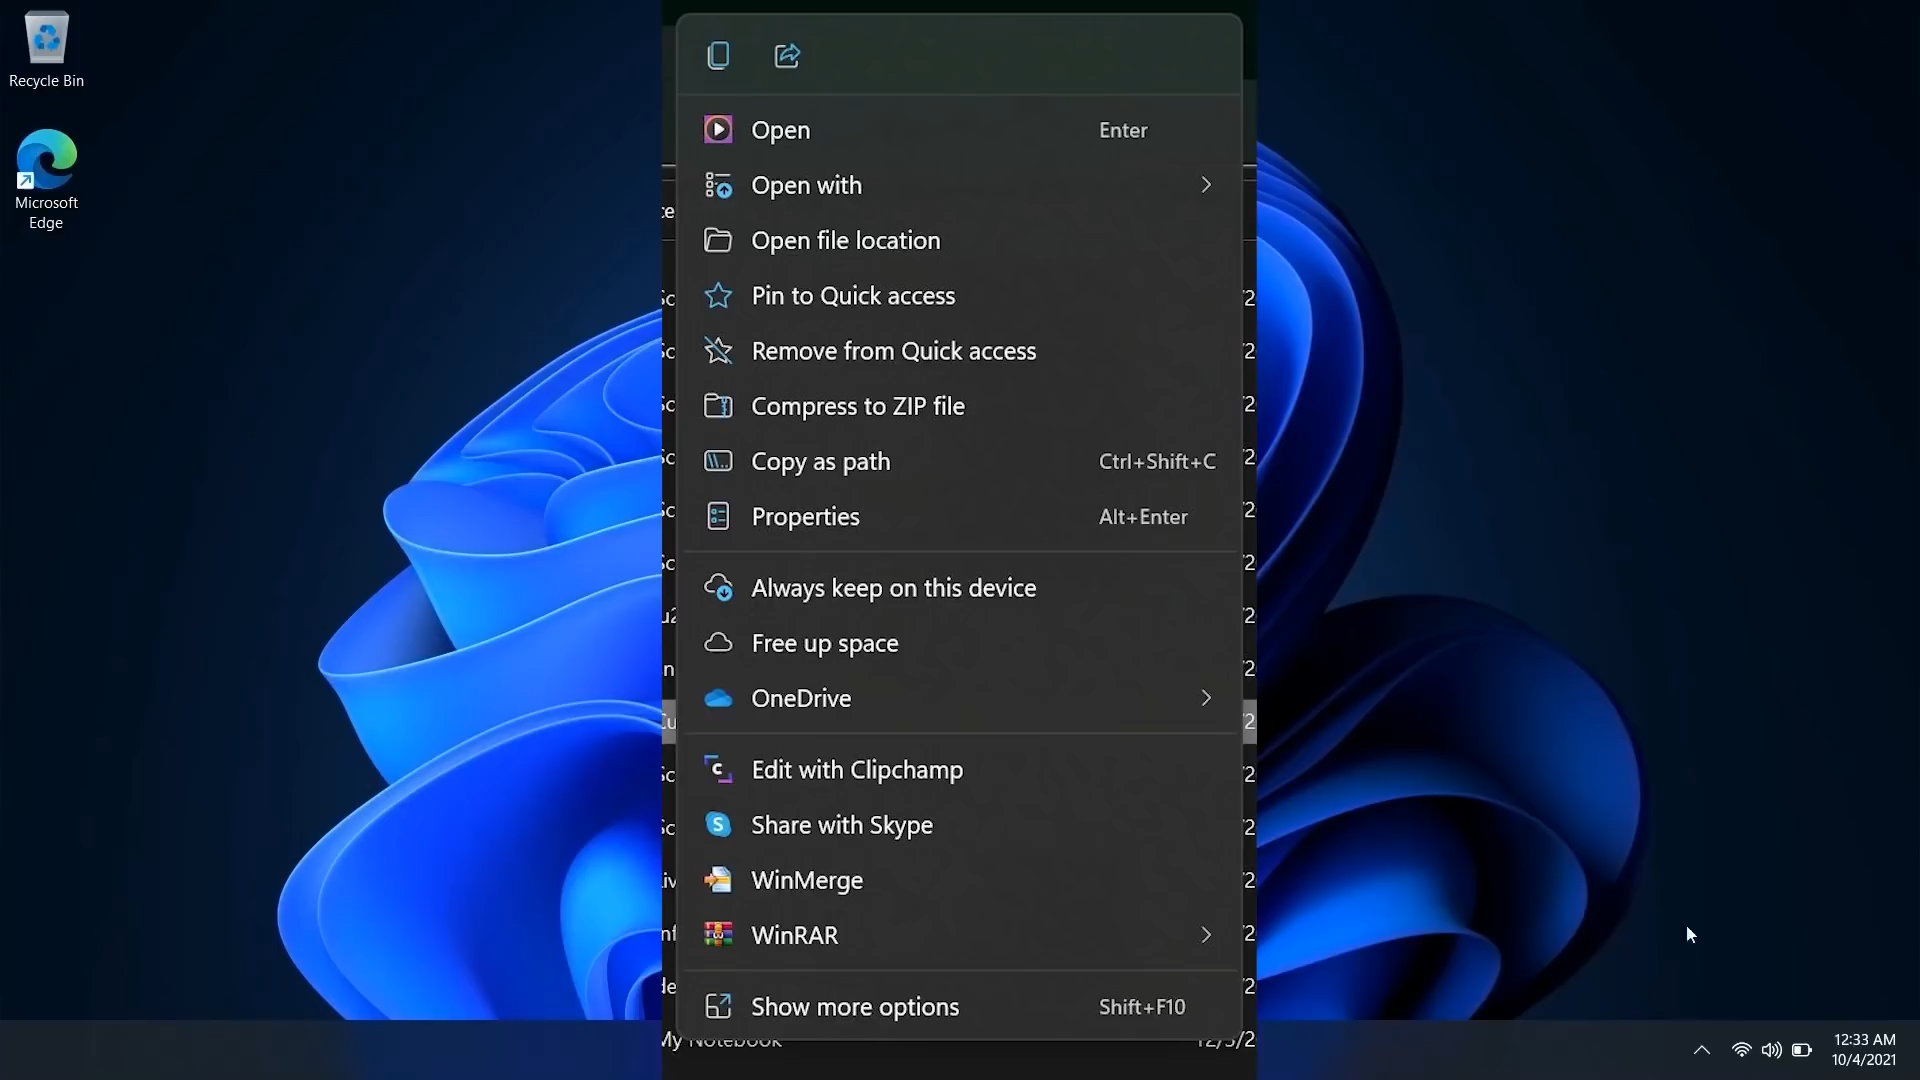 Recycle Bin
Microsoft
Edge
Open Enter
Open with
Open file location
Pin to Quick access
Remove from Quick access
Compress to ZIP file
Copy as path Ctrl+Shift+C
Properties Alt+Enter
Always keep on this device
Free up space
OneDrive
Edit with Clipchamp
Share with Skype
WinMerge
WinRAR
Show more options Shift+F10
My Notebook 12/3/2
12:33 AM
10/4/2021